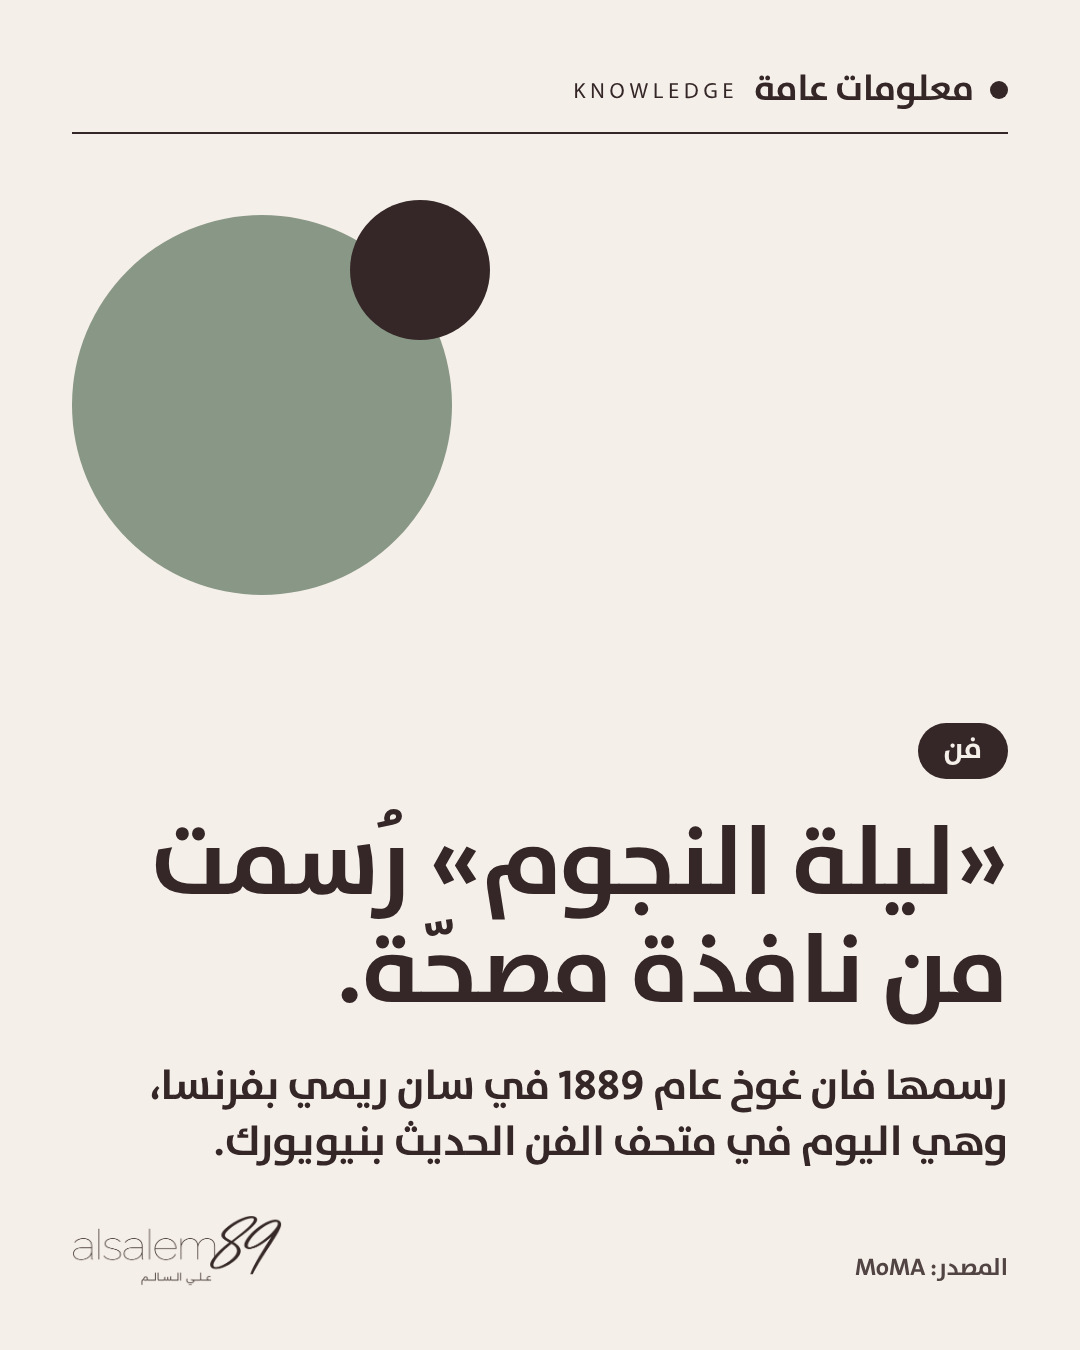 معلومات عامة KNOWLEDGE
فن
«ليلة النجوم» رُسمت
من نافذة مصحّة.
رسمها فان غوخ عام 1889 في سان ريمي بفرنسا،
وهي اليوم في متحف الفن الحديث بنيويورك.
المصدر: MoMA
alsalem89
علي السالم